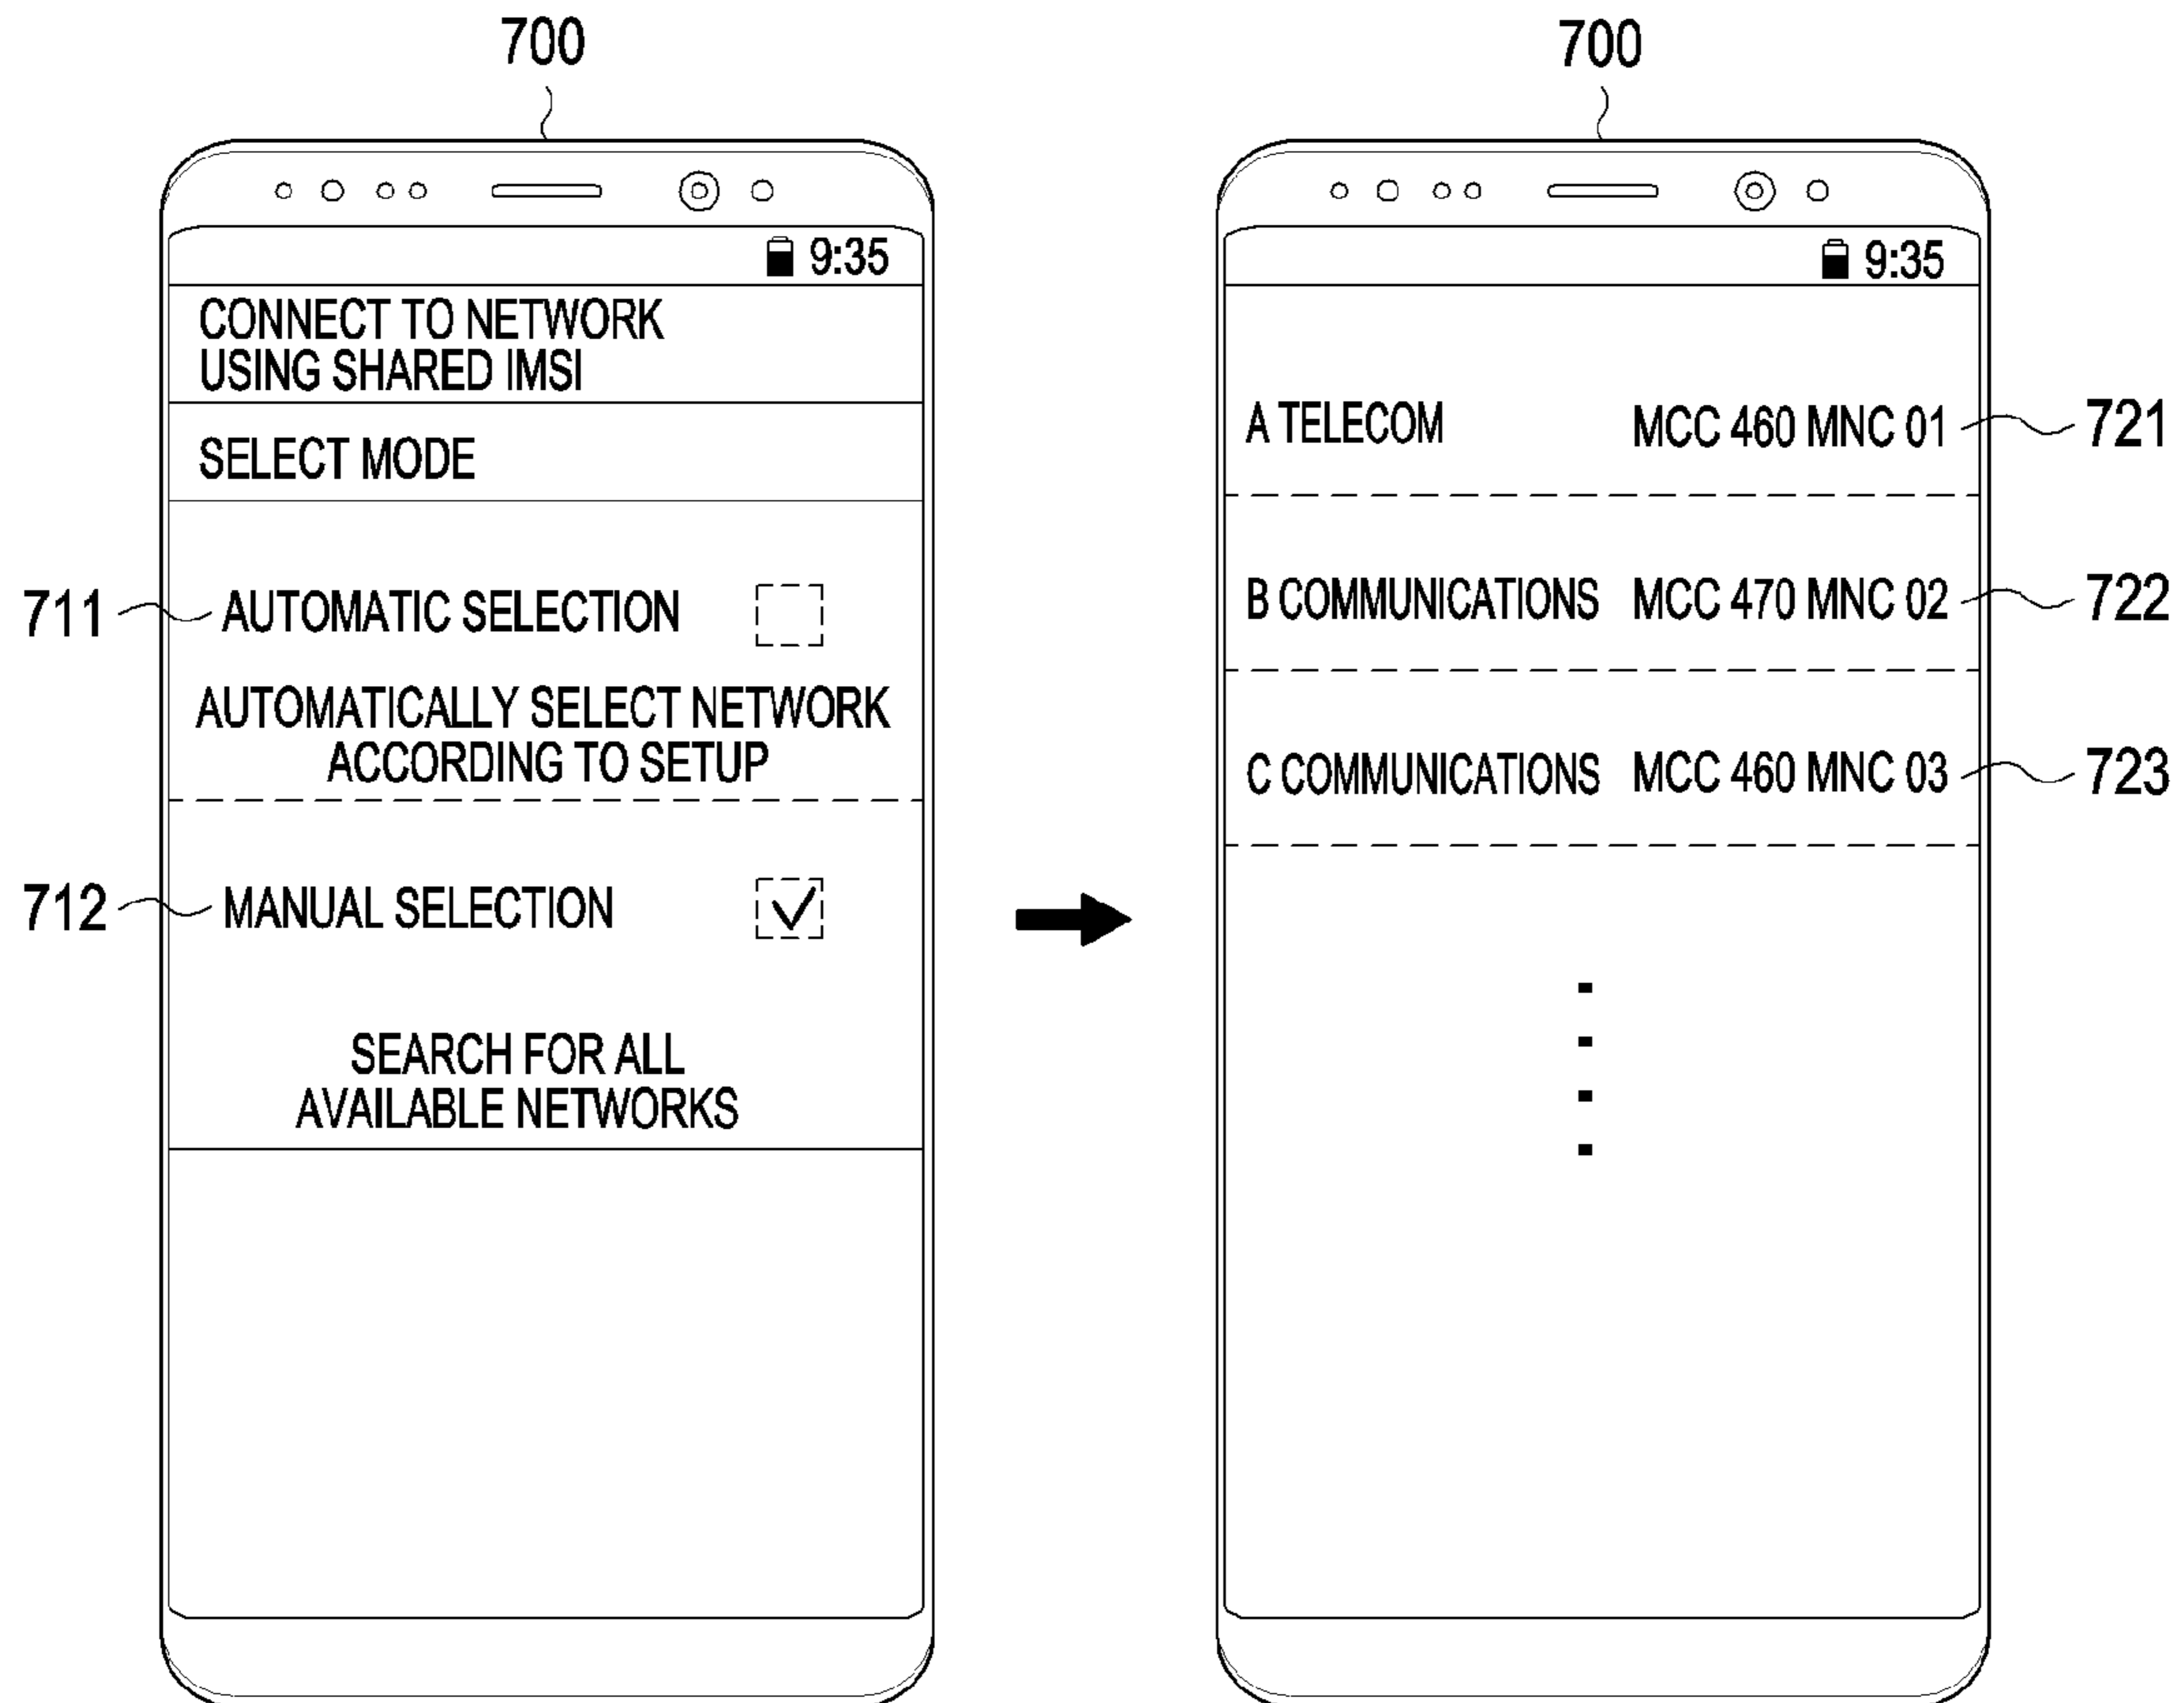 700
9:35
CONNECT TO NETWORK
USING SHARED IMSI
SELECT MODE
711 AUTOMATIC SELECTION
AUTOMATICALLY SELECT NETWORK
ACCORDING TO SETUP
712 MANUAL SELECTION
SEARCH FOR ALL
AVAILABLE NETWORKS
700
9:35
A TELECOM MCC 460 MNC 01 721
B COMMUNICATIONS MCC 470 MNC 02 722
C COMMUNICATIONS MCC 460 MNC 03 723